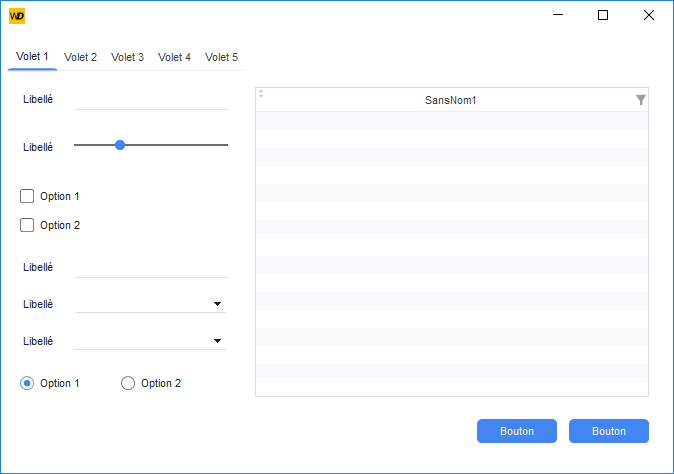 WD
Volet 1 Volet 2 Volet 3 Volet 4 Volet 5
Libellé
SansNom1
Libellé
Option 1
Option 2
Libellé
Libellé
Libellé
Option 1 Option 2
Bouton Bouton